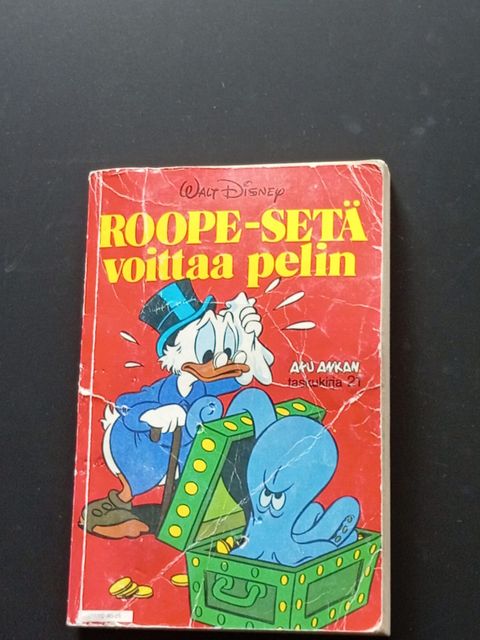 WALT DISNEY
ROOPE-SETÄ
voittaa pelin
AKU ANKAN
taskukirja 21